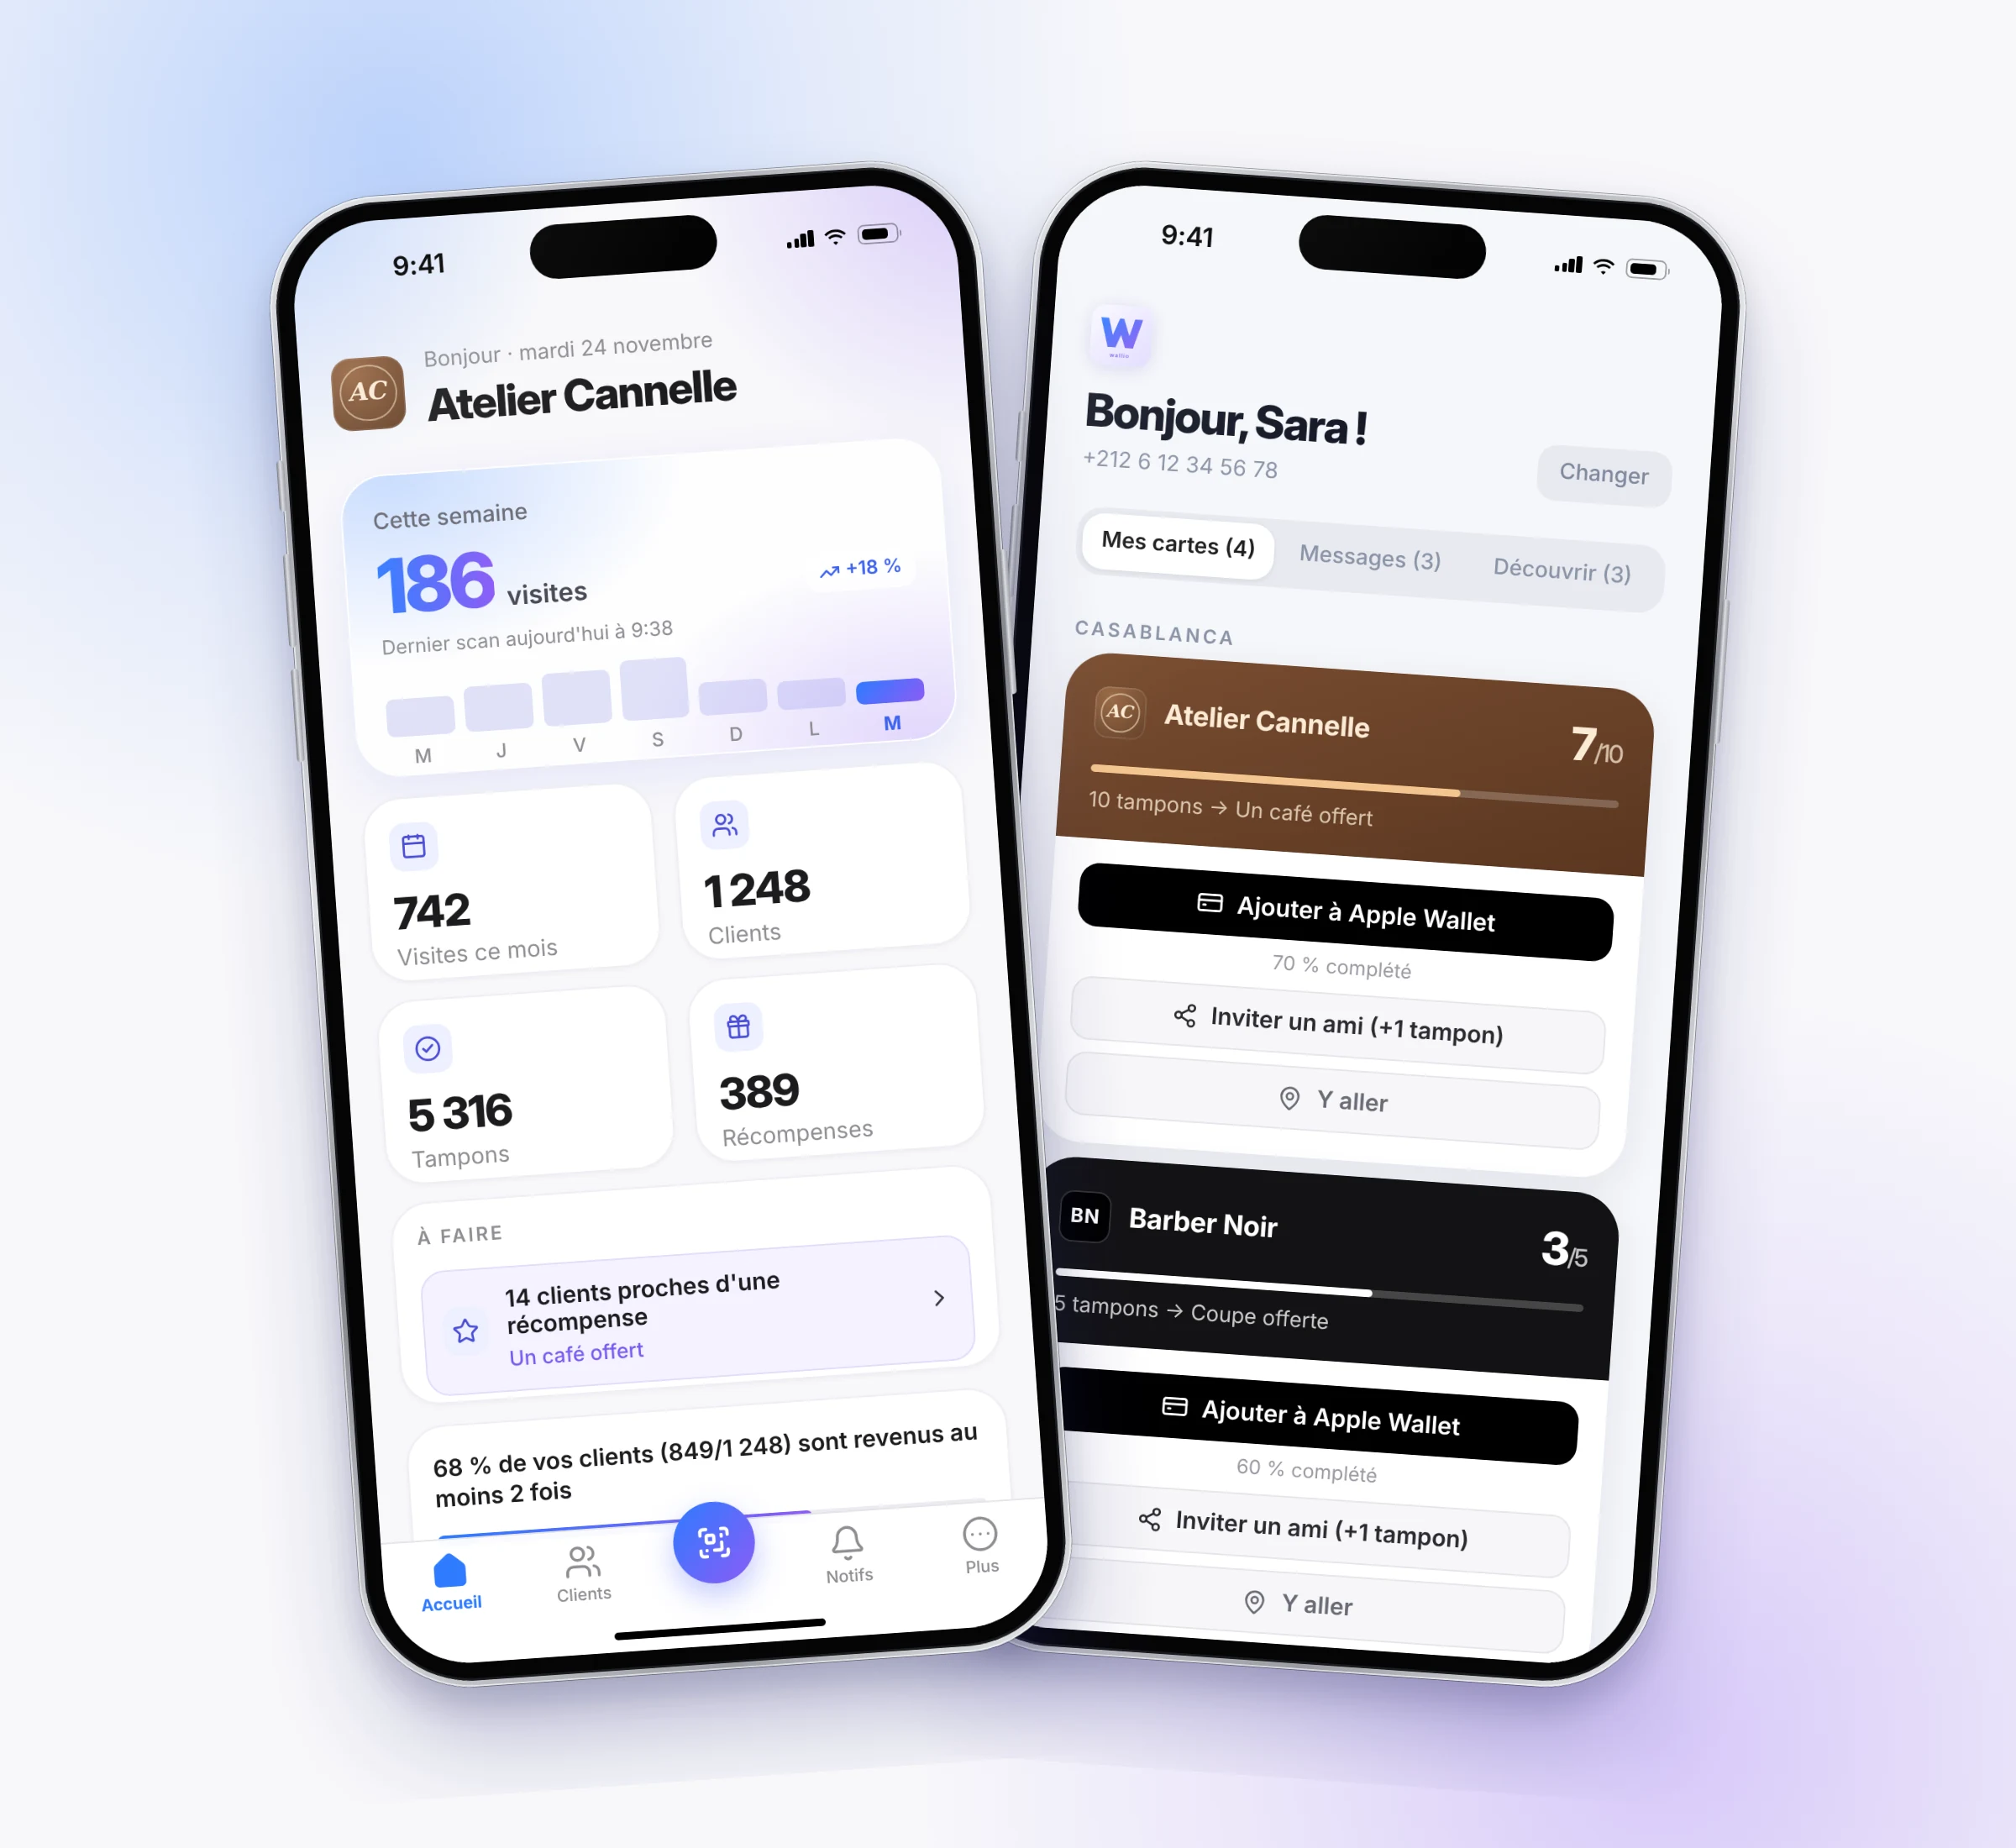 9:41
Bonjour · mardi 24 novembre
AC
Atelier Cannelle
Cette semaine
186 visites
+18 %
Dernier scan aujourd'hui à 9:38
M J V S D L M
742
Visites ce mois
1 248
Clients
5 316
Tampons
389
Récompenses
À FAIRE
14 clients proches d'une
récompense
Un café offert
68 % de vos clients (849/1 248) sont revenus au
moins 2 fois
Accueil
Clients
Notifs
Plus
9:41
W
wallio
Bonjour, Sara !
+212 6 12 34 56 78
Changer
Mes cartes (4)
Messages (3)
Découvrir (3)
CASABLANCA
AC
Atelier Cannelle
7/10
10 tampons → Un café offert
Ajouter à Apple Wallet
70 % complété
Inviter un ami (+1 tampon)
Y aller
BN
Barber Noir
3/5
5 tampons → Coupe offerte
Ajouter à Apple Wallet
60 % complété
Inviter un ami (+1 tampon)
Y aller